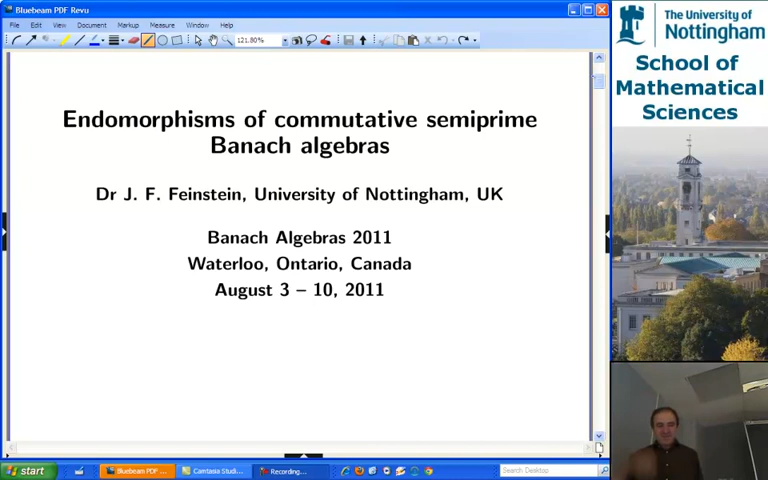 Bluebeam PDF Revu
File Edit View Document Markup Measure Window Help
121.80%
Endomorphisms of commutative semiprime
Banach algebras
Dr J. F. Feinstein, University of Nottingham, UK
Banach Algebras 2011
Waterloo, Ontario, Canada
August 3 – 10, 2011
The University of
Nottingham
School of
Mathematical
Sciences
start
Bluebeam PDF ...
Camtasia Studi...
Recording...
Search Desktop